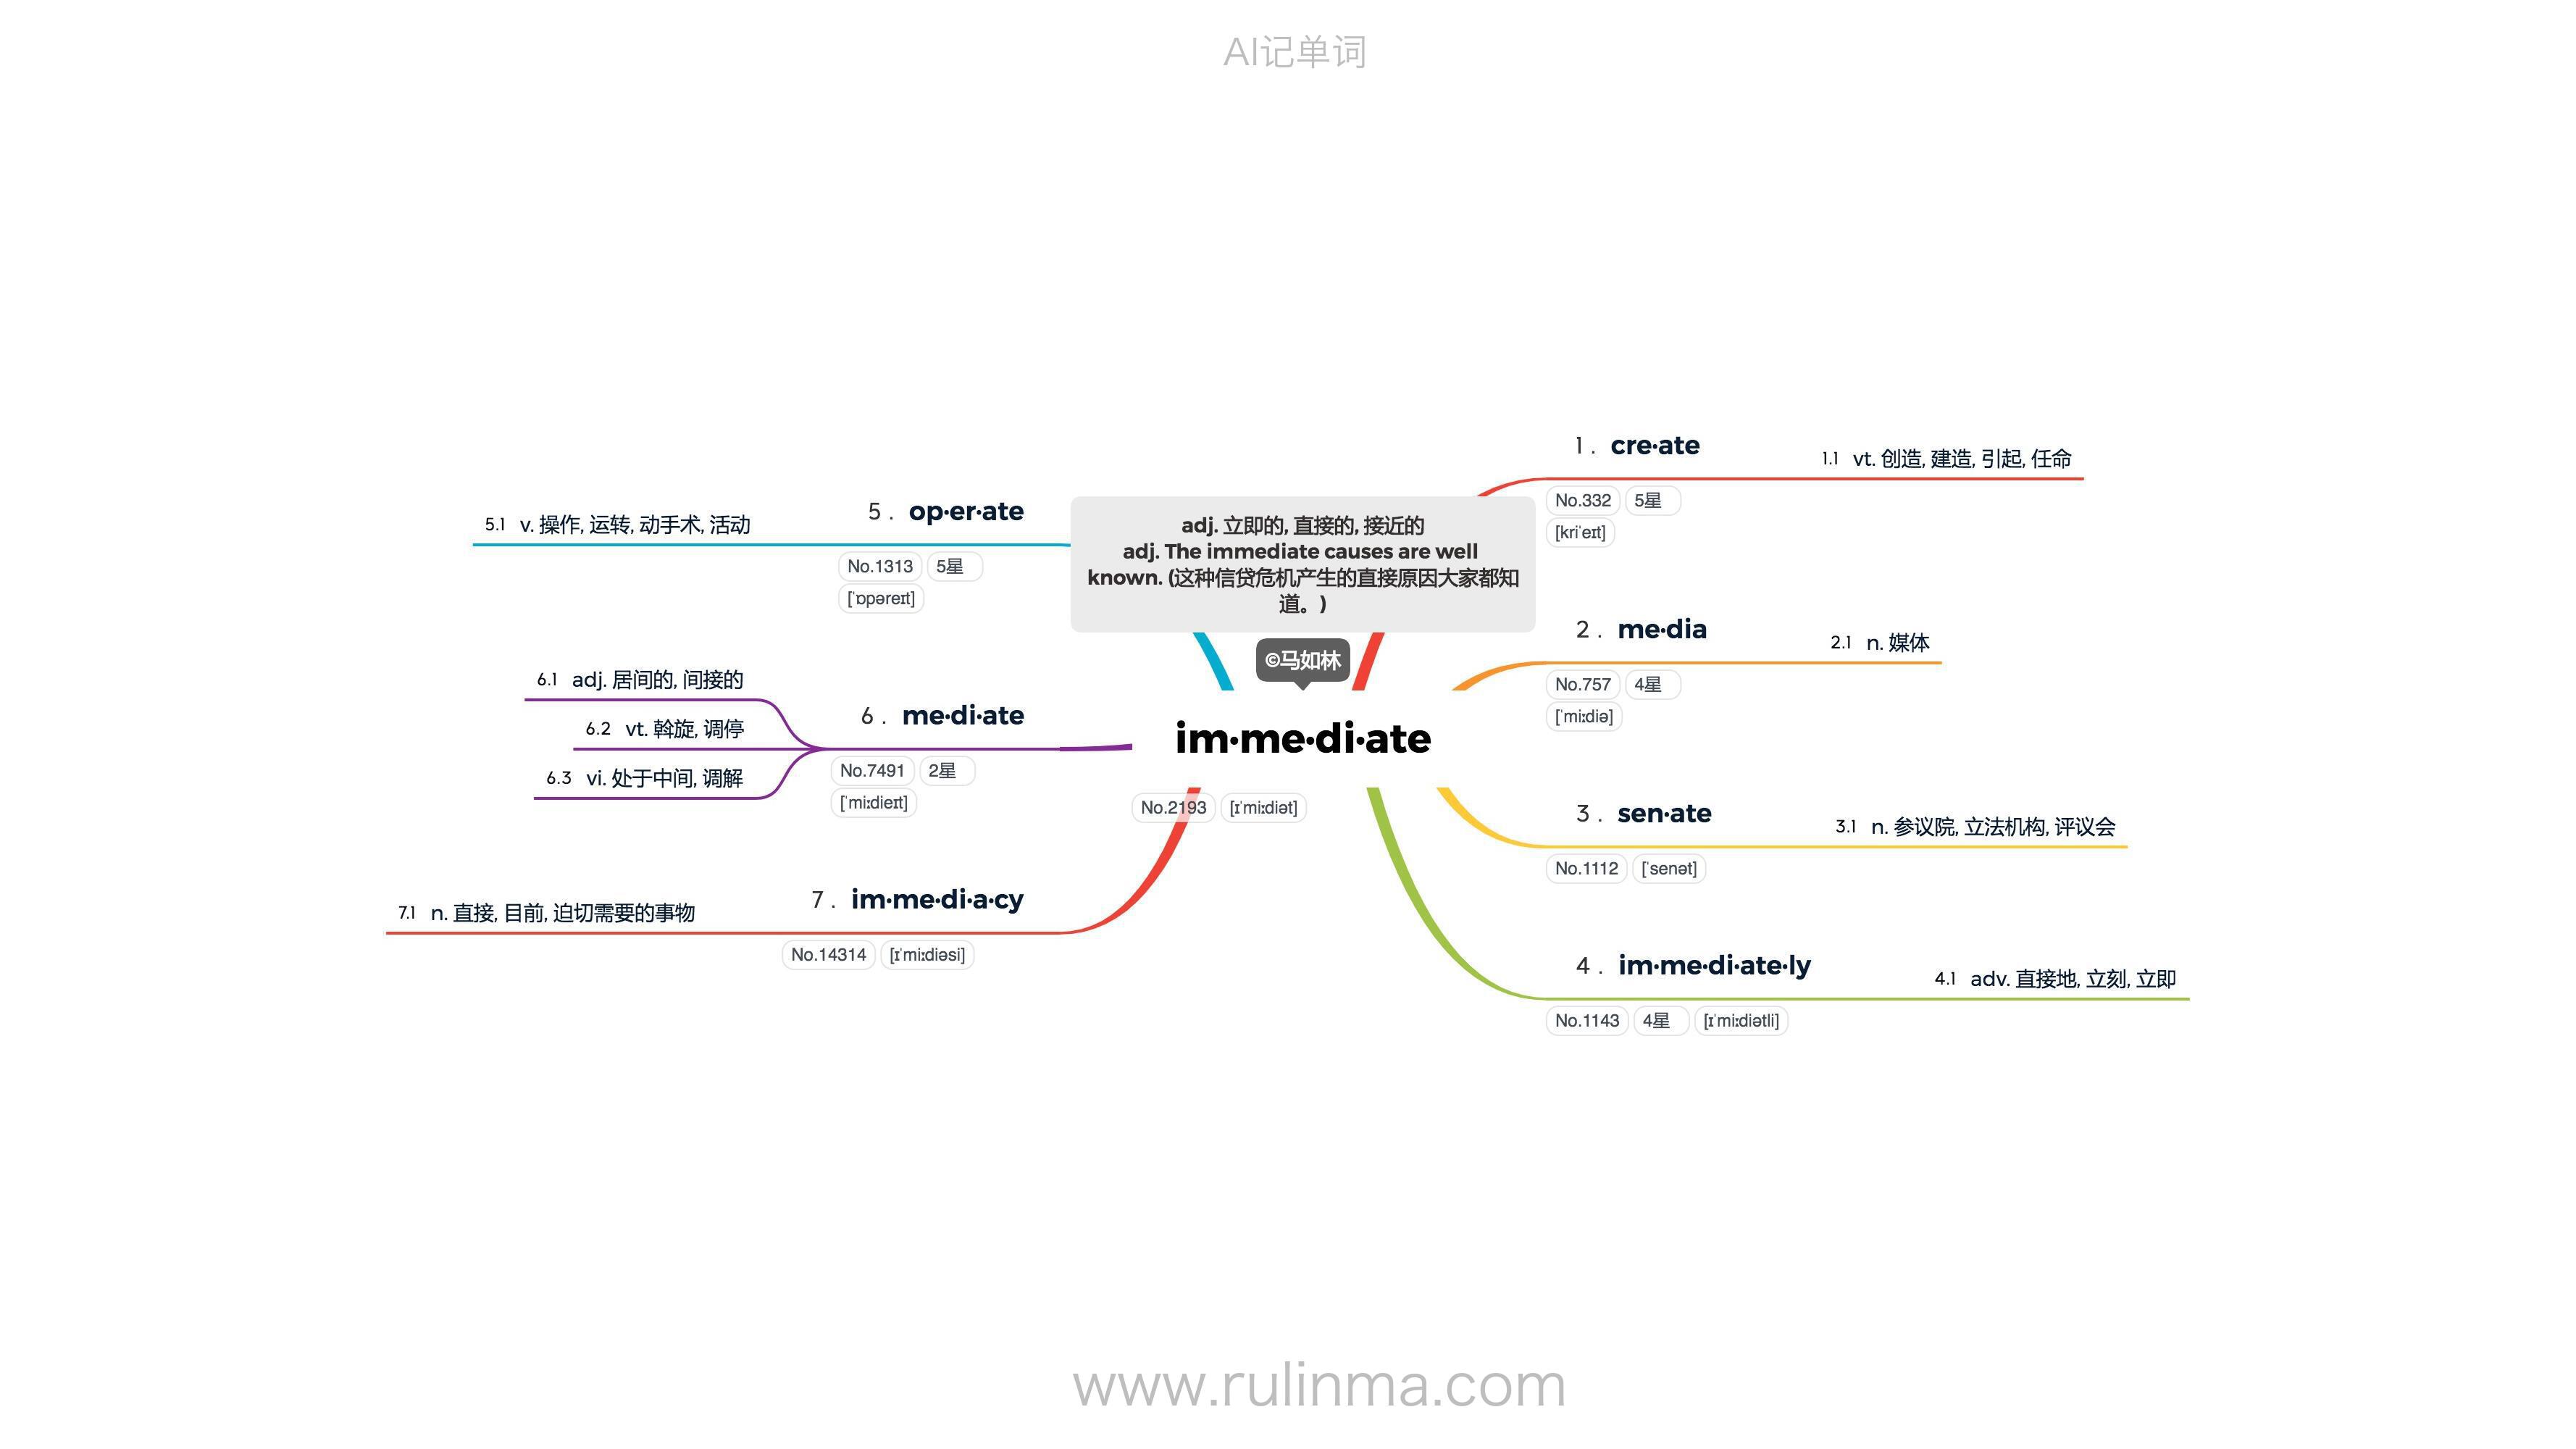 AI记单词
adj. 立即的, 直接的, 接近的
adj. The immediate causes are well
known. (这种信贷危机产生的直接原因大家都知
道。)
©马如林
im·me·di·ate
No.2193 [ɪˈmiːdiət]
1 . cre·ate
No.332 5星
[kriˈeɪt]
1.1 vt. 创造, 建造, 引起, 任命
2 . me·dia
No.757 4星
[ˈmiːdiə]
2.1 n. 媒体
3 . sen·ate
No.1112 [ˈsenət]
3.1 n. 参议院, 立法机构, 评议会
4 . im·me·di·ate·ly
No.1143 4星 [ɪˈmiːdiətli]
4.1 adv. 直接地, 立刻, 立即
5 . op·er·ate
No.1313 5星
[ˈɒpəreɪt]
5.1 v. 操作, 运转, 动手术, 活动
6 . me·di·ate
No.7491 2星
[ˈmiːdieɪt]
6.1 adj. 居间的, 间接的
6.2 vt. 斡旋, 调停
6.3 vi. 处于中间, 调解
7 . im·me·di·a·cy
No.14314 [ɪˈmiːdiəsi]
7.1 n. 直接, 目前, 迫切需要的事物
www.rulinma.com